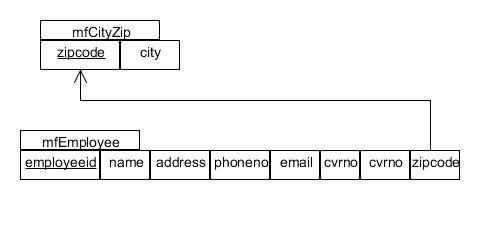 mfCityZip
zipcode city
mfEmployee
employeeid name address phoneno email cvrno cvrno zipcode